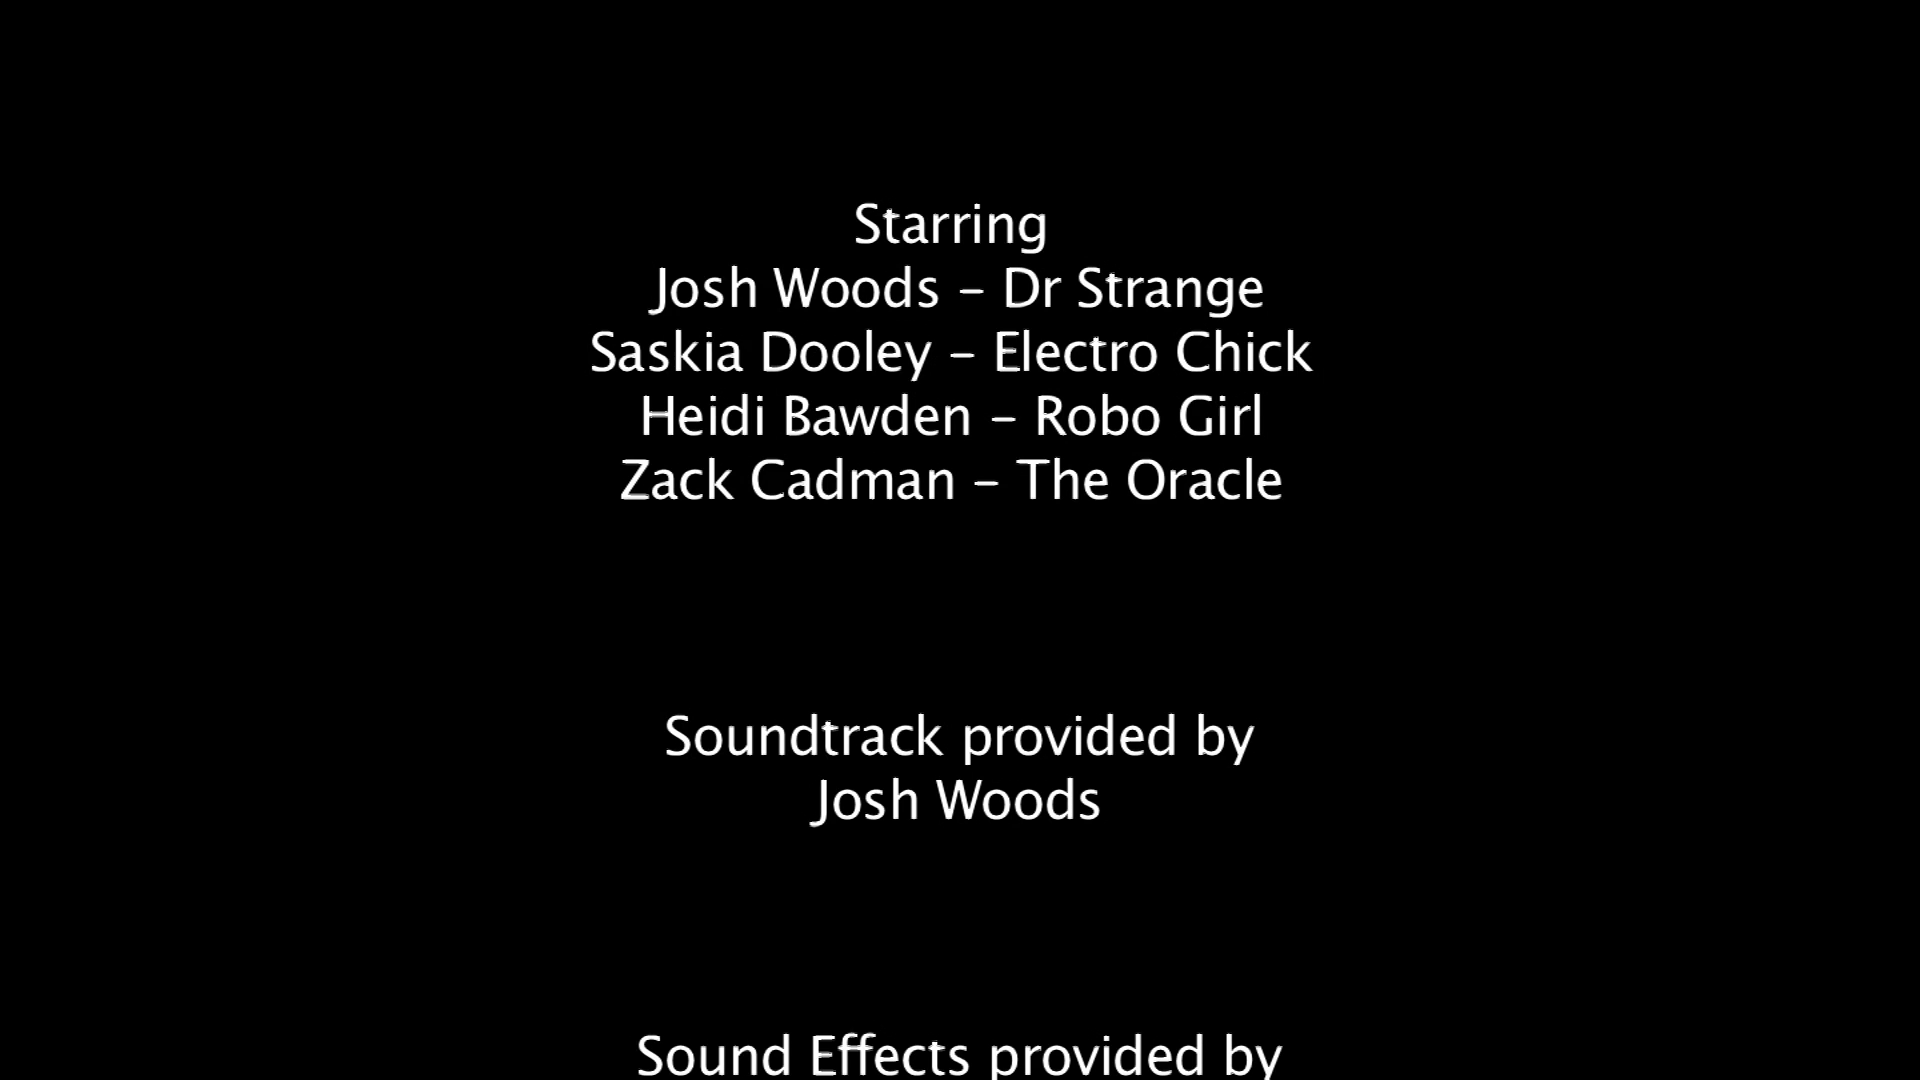 Starring
Josh Woods – Dr Strange
Saskia Dooley – Electro Chick
Heidi Bawden – Robo Girl
Zack Cadman – The Oracle
Soundtrack provided by
Josh Woods
Sound Effects provided by